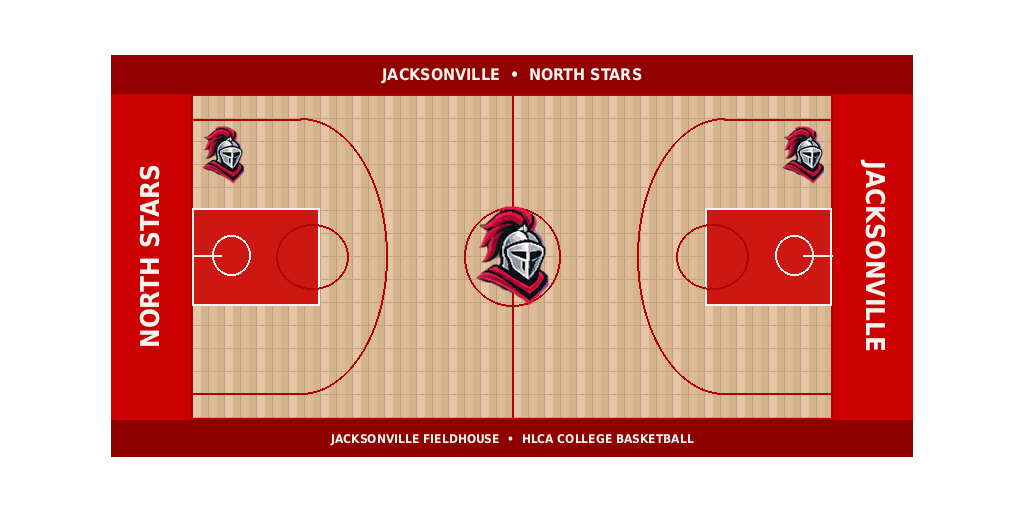 JACKSONVILLE • NORTH STARS
NORTH STARS
JACKSONVILLE
JACKSONVILLE FIELDHOUSE • HLCA COLLEGE BASKETBALL